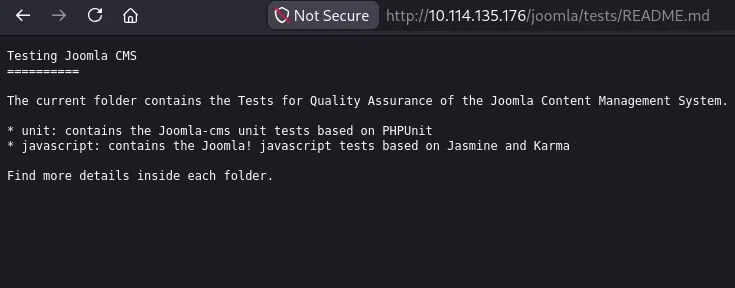 Not Secure http://10.114.135.176/joomla/tests/README.md
Testing Joomla CMS
==========
The current folder contains the Tests for Quality Assurance of the Joomla Content Management System.
* unit: contains the Joomla-cms unit tests based on PHPUnit
* javascript: contains the Joomla! javascript tests based on Jasmine and Karma
Find more details inside each folder.